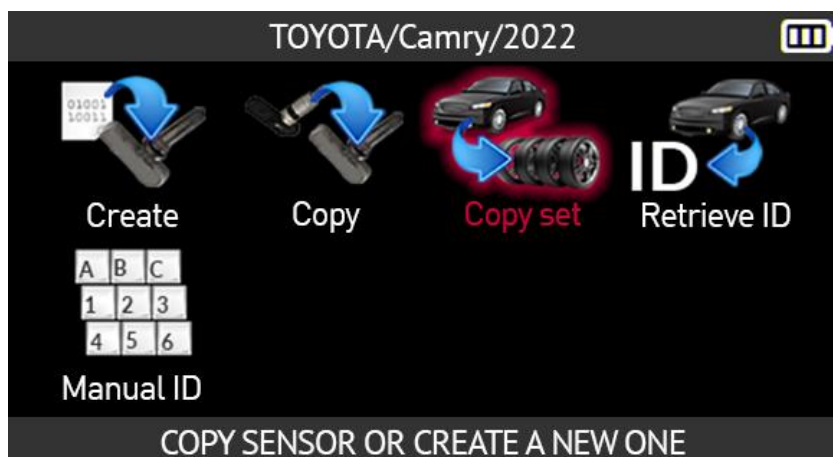 TOYOTA/Camry/2022
01001
10011
Create
Copy
Copy set
ID
Retrieve ID
A B C
1 2 3
4 5 6
Manual ID
COPY SENSOR OR CREATE A NEW ONE